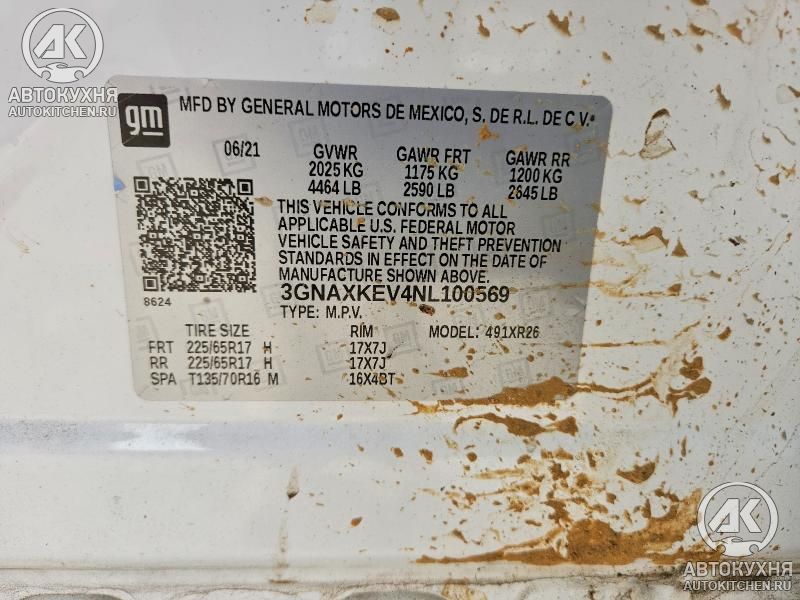 AK
АВТОКУХНЯ
AUTOKITCHEN.RU
gm
MFD BY GENERAL MOTORS DE MEXICO, S. DE R.L. DE C.V.
06/21 GVWR GAWR FRT GAWR RR
2025 KG 1175 KG 1200 KG
4464 LB 2590 LB 2645 LB
THIS VEHICLE CONFORMS TO ALL
APPLICABLE U.S. FEDERAL MOTOR
VEHICLE SAFETY AND THEFT PREVENTION
STANDARDS IN EFFECT ON THE DATE
OF MANUFACTURE SHOWN ABOVE.
8624
3GNAXKEV4NL100569
TYPE: M.P.V. MODEL: 491XR26
TIRE SIZE RIM
FRT 225/65R17 H 17X7J
RR 225/65R17 H 17X7J
SPA T135/70R16 M 16X4BT
AK
АВТОКУХНЯ
AUTOKITCHEN.RU